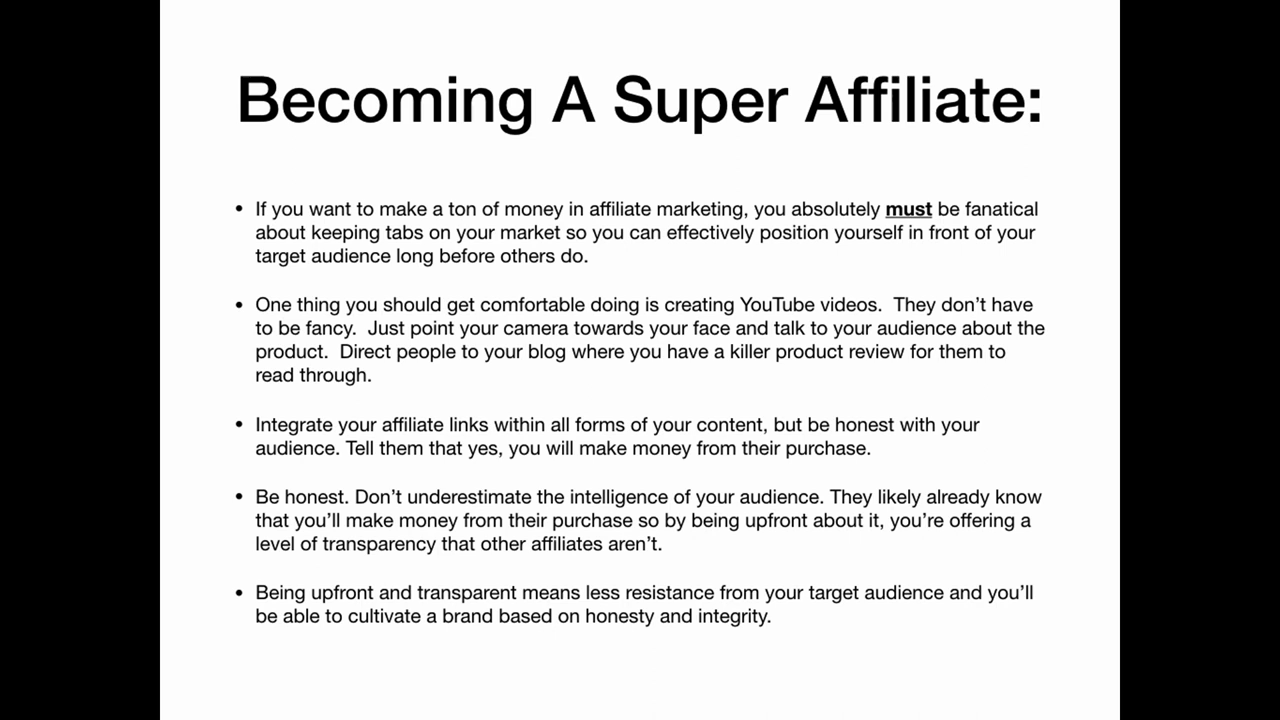 Becoming A Super Affiliate:
• If you want to make a ton of money in affiliate marketing, you absolutely must be fanatical
about keeping tabs on your market so you can effectively position yourself in front of your
target audience long before others do.
• One thing you should get comfortable doing is creating YouTube videos.  They don’t have
to be fancy.  Just point your camera towards your face and talk to your audience about the
product.  Direct people to your blog where you have a killer product review for them to
read through.
• Integrate your affiliate links within all forms of your content, but be honest with your
audience. Tell them that yes, you will make money from their purchase.
• Be honest. Don’t underestimate the intelligence of your audience. They likely already know
that you’ll make money from their purchase so by being upfront about it, you’re offering a
level of transparency that other affiliates aren’t.
• Being upfront and transparent means less resistance from your target audience and you’ll
be able to cultivate a brand based on honesty and integrity.